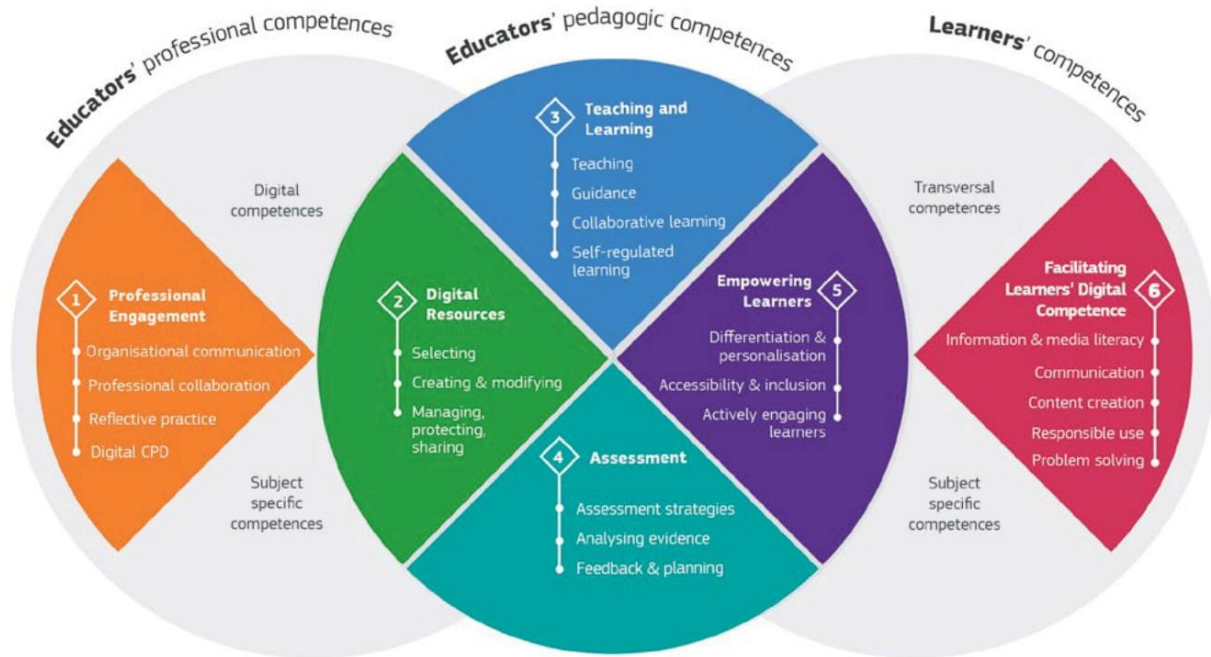 Educators' professional competences
Educators' pedagogic competences
Learners' competences
Digital
competences
Subject
specific
competences
1
Professional
Engagement
Organisational communication
Professional collaboration
Reflective practice
Digital CPD
2
Digital
Resources
Selecting
Creating & modifying
Managing,
protecting,
sharing
3
Teaching and
Learning
Teaching
Guidance
Collaborative learning
Self-regulated
learning
4
Assessment
Assessment strategies
Analysing evidence
Feedback & planning
5
Empowering
Learners
Differentiation &
personalisation
Accessibility & inclusion
Actively engaging
learners
Transversal
competences
Subject
specific
competences
6
Facilitating
Learners' Digital
Competence
Information & media literacy
Communication
Content creation
Responsible use
Problem solving